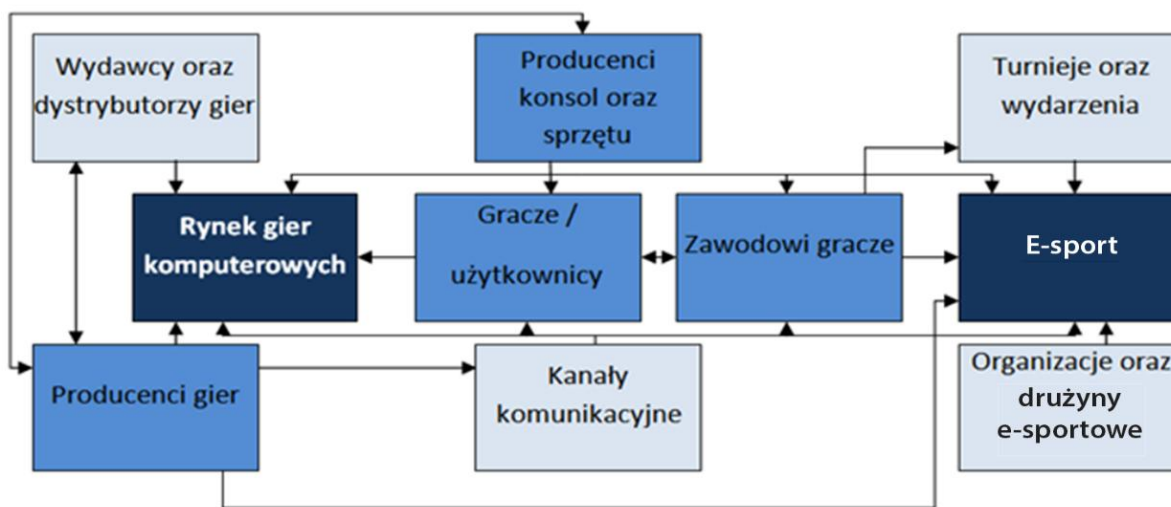 Wydawcy oraz
dystrybutorzy gier
Producenci
konsol oraz
sprzętu
Turnieje oraz
wydarzenia
Rynek gier
komputerowych
Gracze /
użytkownicy
Zawodowi gracze
E-sport
Producenci gier
Kanały
komunikacyjne
Organizacje oraz
drużyny
e-sportowe